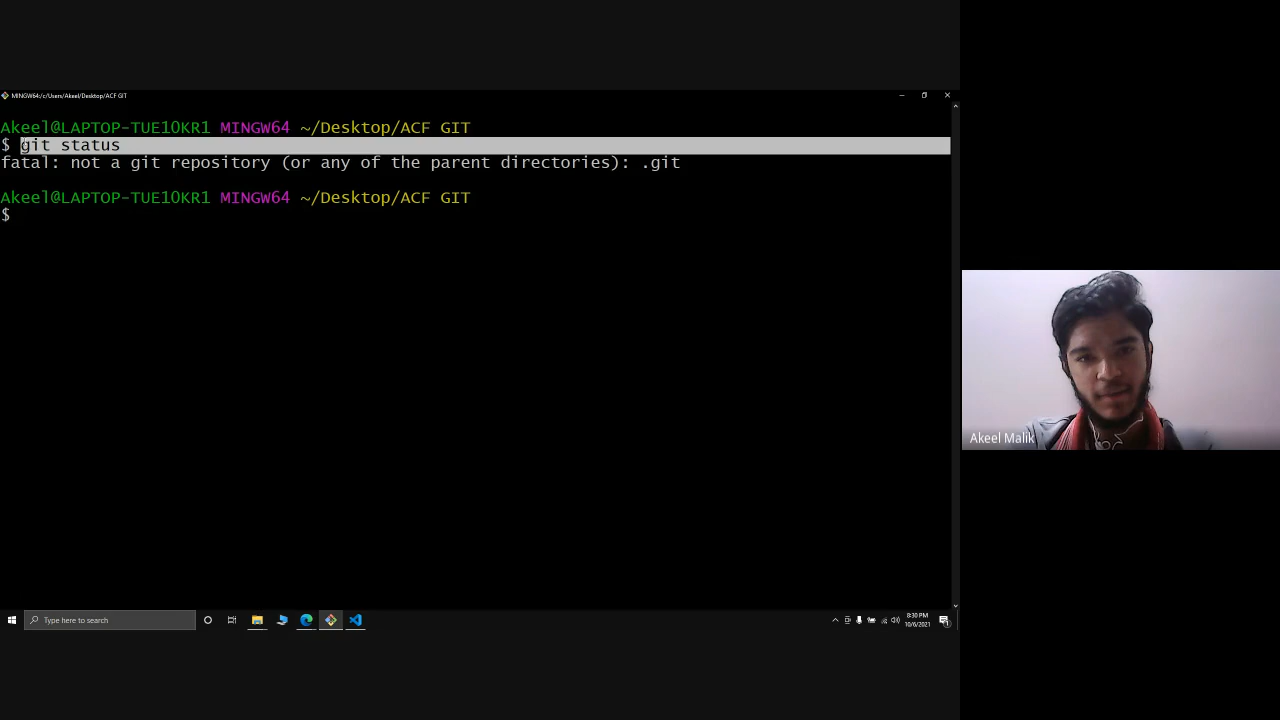 MINGW64:/c/Users/Akeel/Desktop/ACF GIT
Akeel@LAPTOP-TUE1OKR1 MINGW64 ~/Desktop/ACF GIT
$ git status
fatal: not a git repository (or any of the parent directories): .git
Akeel@LAPTOP-TUE1OKR1 MINGW64 ~/Desktop/ACF GIT
$
Akeel Malik
Type here to search
8:30 PM
10/6/2021